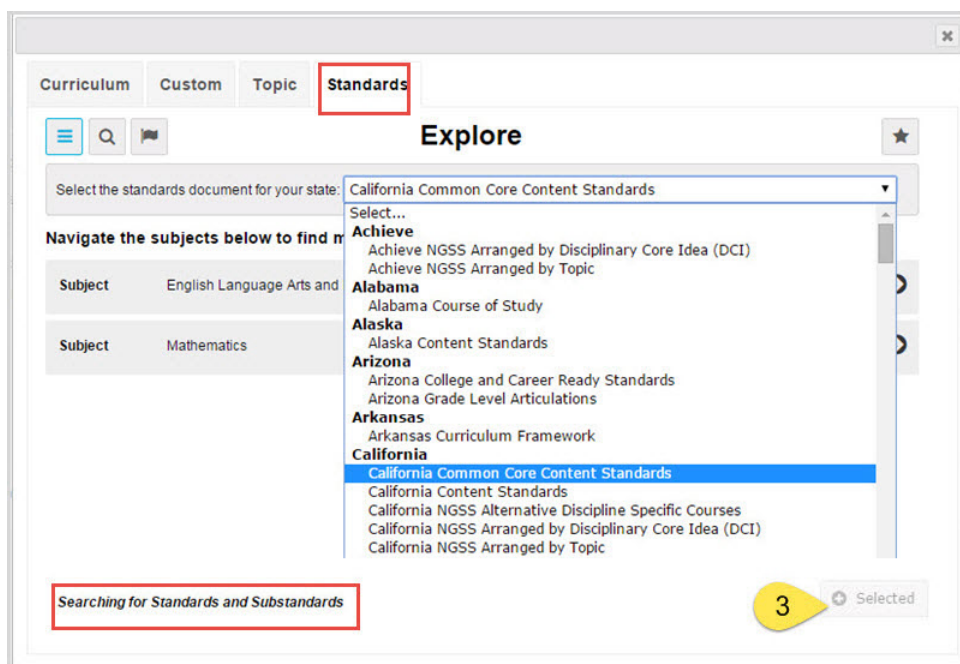 Curriculum Custom Topic Standards
Explore
Select the standards document for your state: California Common Core Content Standards
Select...
Navigate the subjects below to find m
Achieve
Achieve NGSS Arranged by Disciplinary Core Idea (DCI)
Achieve NGSS Arranged by Topic
Subject English Language Arts and
Alabama
Alabama Course of Study
Alaska
Alaska Content Standards
Subject Mathematics
Arizona
Arizona College and Career Ready Standards
Arizona Grade Level Articulations
Arkansas
Arkansas Curriculum Framework
California
California Common Core Content Standards
California Content Standards
California NGSS Alternative Discipline Specific Courses
California NGSS Arranged by Disciplinary Core Idea (DCI)
California NGSS Arranged by Topic
Searching for Standards and Substandards
3 Selected